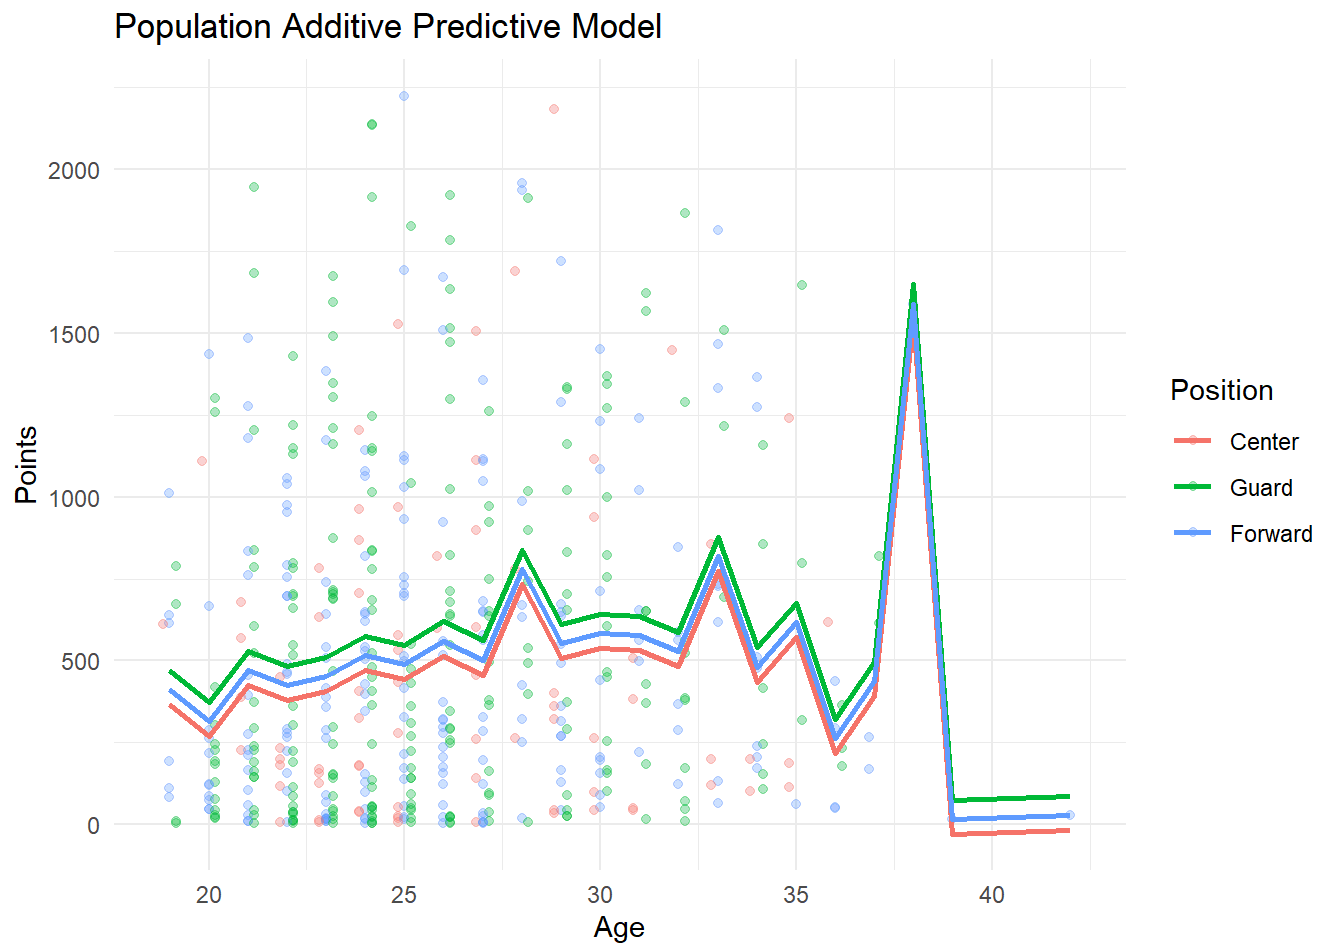 Population Additive Predictive Model
Points
2000
1500
1000
500
0
20 25 30 35 40
Age
Position
Center
Guard
Forward